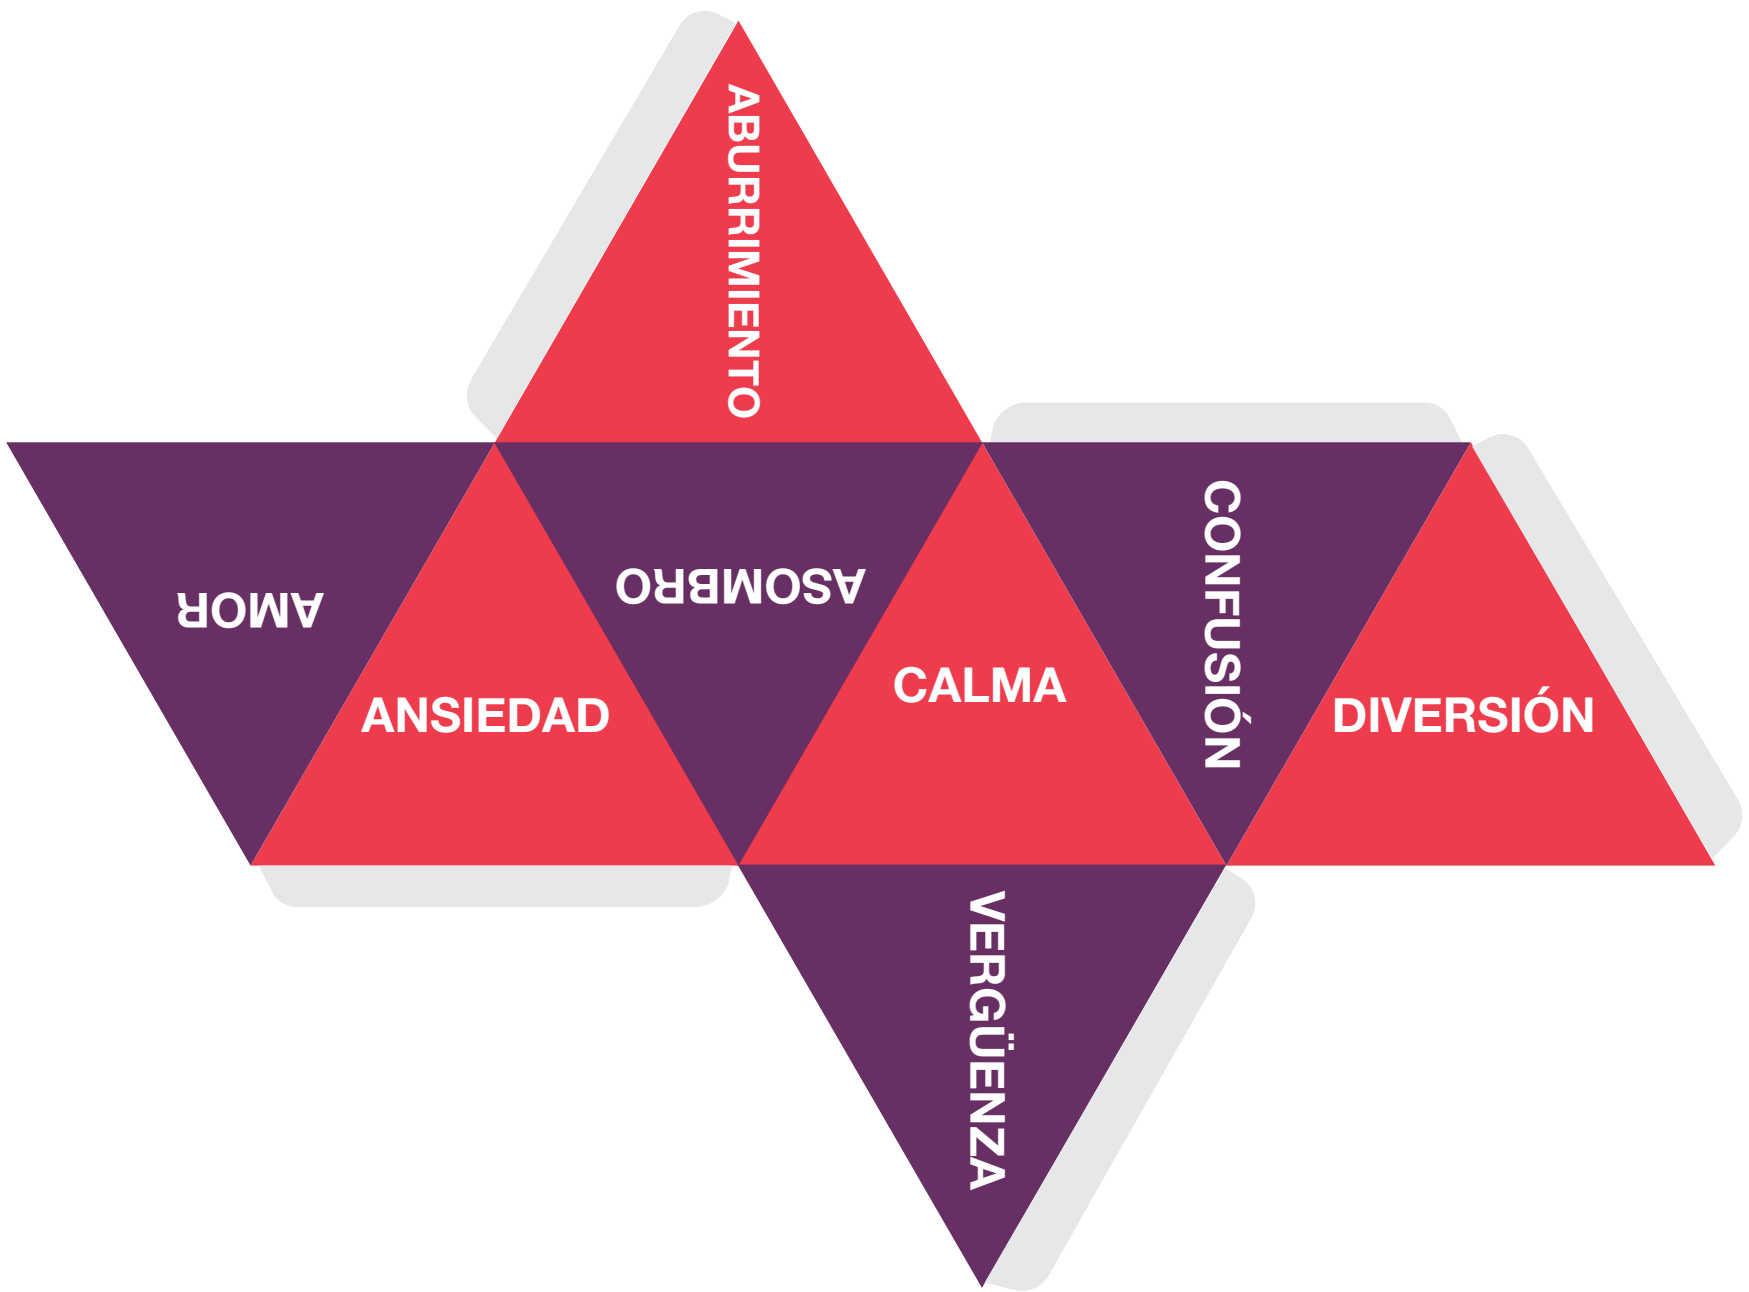 ABURRIMIENTO
AMOR
ANSIEDAD
ASOMBRO
CALMA
CONFUSIÓN
DIVERSIÓN
VERGÜENZA